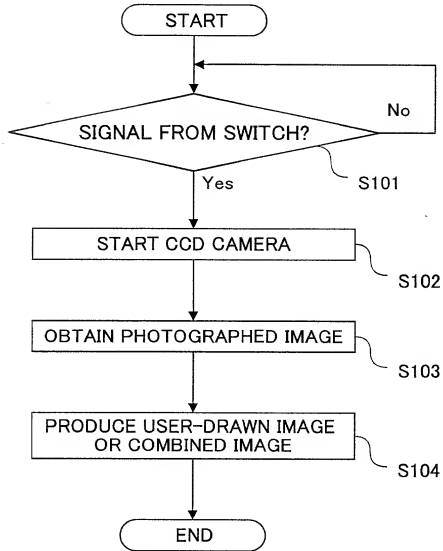 START
No
SIGNAL FROM SWITCH?
S101
Yes
START CCD CAMERA
S102
OBTAIN PHOTOGRAPHED IMAGE
S103
PRODUCE USER-DRAWN IMAGE
OR COMBINED IMAGE
S104
END